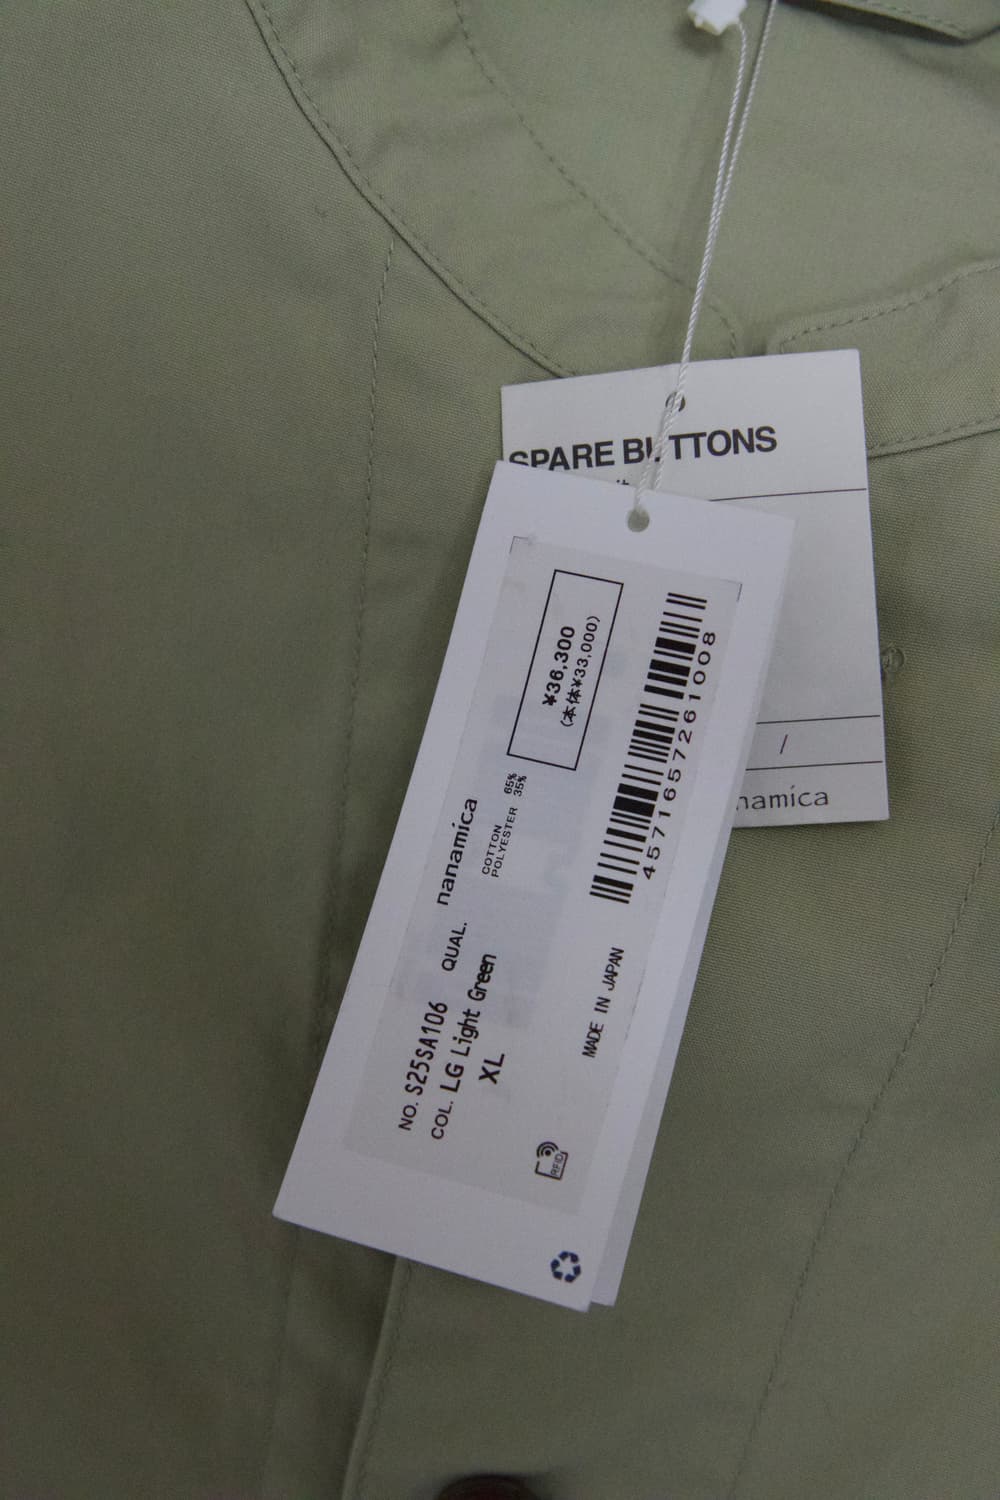 SPARE BUTTONS
nanamica
NO. S25SA106 QUAL. nanamica
COL. LG Light Green
XL
COTTON 65%
POLYESTER 35%
¥36,300
(本体¥33,000)
MADE IN JAPAN
4571657261008
RFID
/
namica